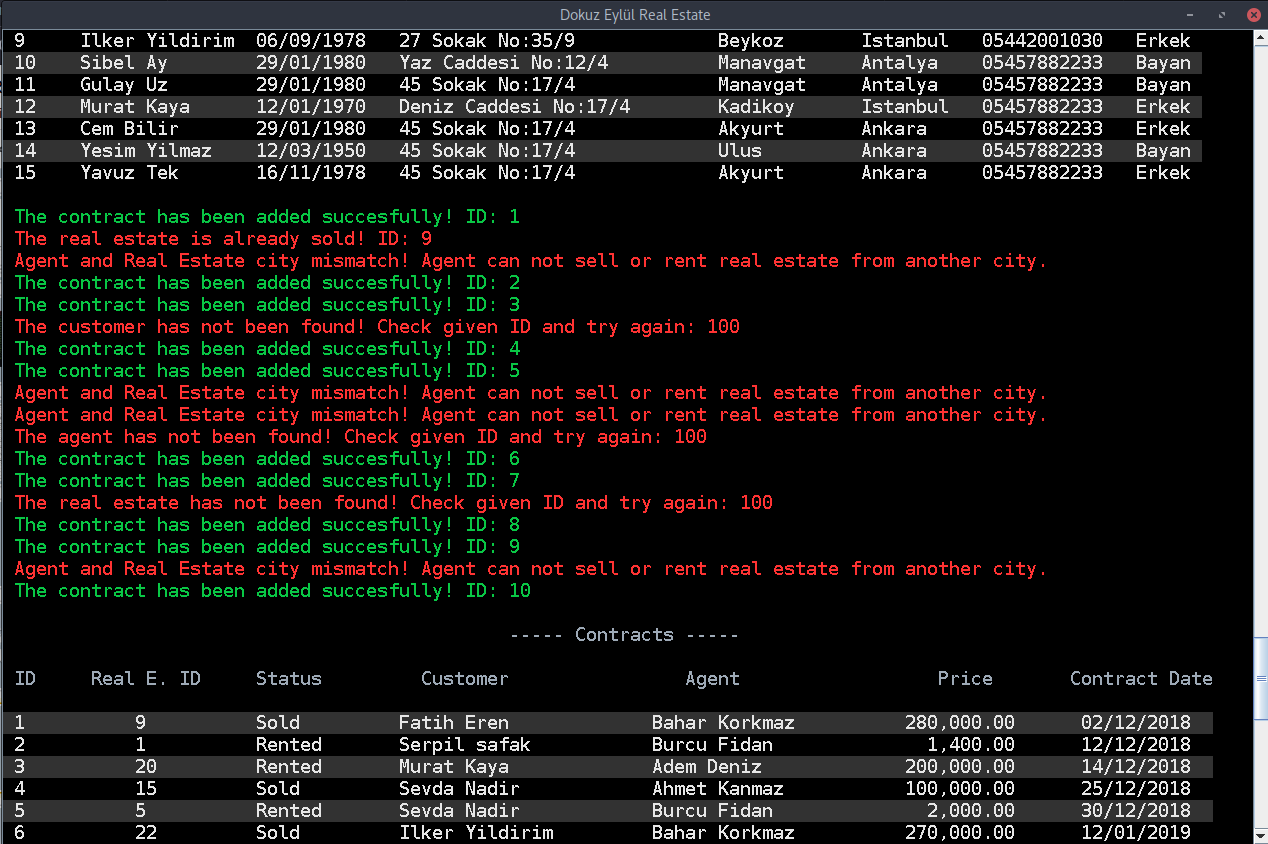 Dokuz Eylül Real Estate
9 Ilker Yildirim 06/09/1978 27 Sokak No:35/9 Beykoz Istanbul 05442001030 Erkek
10 Sibel Ay 29/01/1980 Yaz Caddesi No:12/4 Manavgat Antalya 05457882233 Bayan
11 Gulay Uz 29/01/1980 45 Sokak No:17/4 Manavgat Antalya 05457882233 Bayan
12 Murat Kaya 12/01/1970 Deniz Caddesi No:17/4 Kadikoy Istanbul 05457882233 Erkek
13 Cem Bilir 29/01/1980 45 Sokak No:17/4 Akyurt Ankara 05457882233 Erkek
14 Yesim Yilmaz 12/03/1950 45 Sokak No:17/4 Ulus Ankara 05457882233 Bayan
15 Yavuz Tek 16/11/1978 45 Sokak No:17/4 Akyurt Ankara 05457882233 Erkek
The contract has been added succesfully! ID: 1
The real estate is already sold! ID: 9
Agent and Real Estate city mismatch! Agent can not sell or rent real estate from another city.
The contract has been added succesfully! ID: 2
The contract has been added succesfully! ID: 3
The customer has not been found! Check given ID and try again: 100
The contract has been added succesfully! ID: 4
The contract has been added succesfully! ID: 5
Agent and Real Estate city mismatch! Agent can not sell or rent real estate from another city.
Agent and Real Estate city mismatch! Agent can not sell or rent real estate from another city.
The agent has not been found! Check given ID and try again: 100
The contract has been added succesfully! ID: 6
The contract has been added succesfully! ID: 7
The real estate has not been found! Check given ID and try again: 100
The contract has been added succesfully! ID: 8
The contract has been added succesfully! ID: 9
Agent and Real Estate city mismatch! Agent can not sell or rent real estate from another city.
The contract has been added succesfully! ID: 10
----- Contracts -----
ID Real E. ID Status Customer Agent Price Contract Date
1 9 Sold Fatih Eren Bahar Korkmaz 280,000.00 02/12/2018
2 1 Rented Serpil safak Burcu Fidan 1,400.00 12/12/2018
3 20 Rented Murat Kaya Adem Deniz 200,000.00 14/12/2018
4 15 Sold Sevda Nadir Ahmet Kanmaz 100,000.00 25/12/2018
5 5 Rented Sevda Nadir Burcu Fidan 2,000.00 30/12/2018
6 22 Sold Ilker Yildirim Bahar Korkmaz 270,000.00 12/01/2019